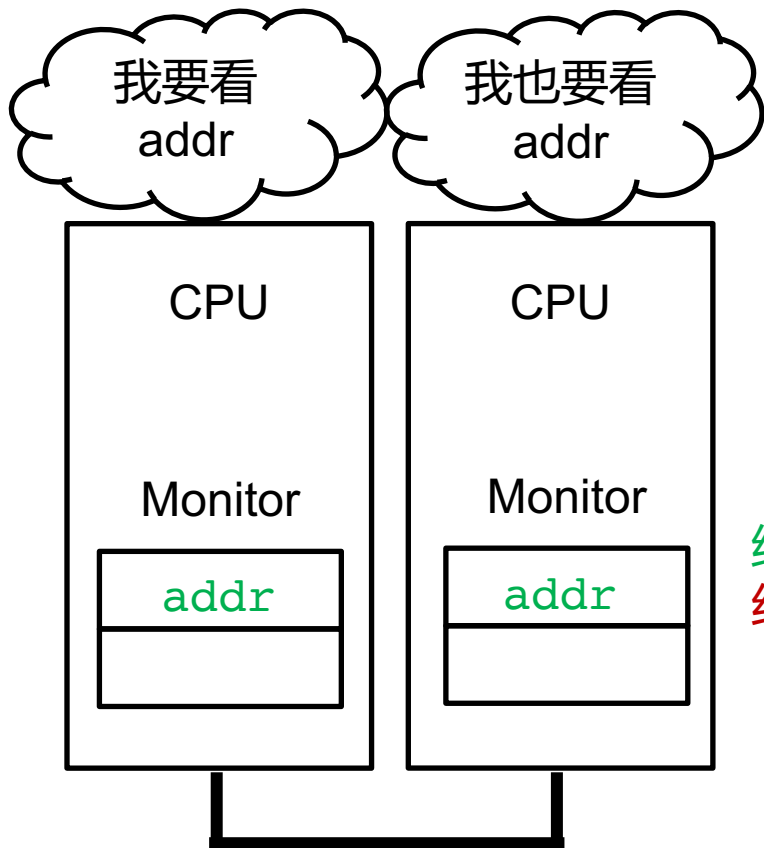 我要看
addr
我也要看
addr
CPU
CPU
Monitor
Monitor
addr
addr